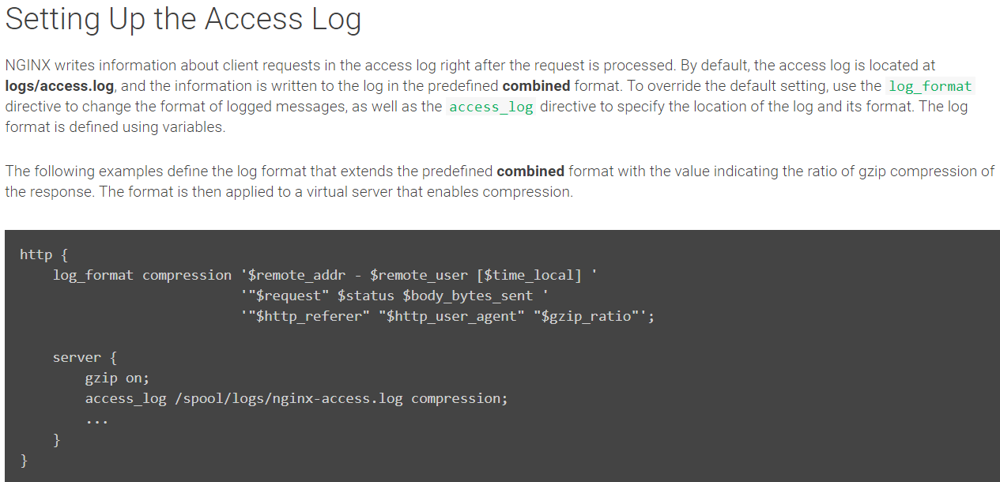 Setting Up the Access Log
NGINX writes information about client requests in the access log right after the request is processed. By default, the access log is located at
logs/access.log, and the information is written to the log in the predefined combined format. To override the default setting, use the log_format
directive to change the format of logged messages, as well as the access_log directive to specify the location of the log and its format. The log
format is defined using variables.
The following examples define the log format that extends the predefined combined format with the value indicating the ratio of gzip compression of
the response. The format is then applied to a virtual server that enables compression.
http {
    log_format compression '$remote_addr - $remote_user [$time_local] '
                           '"$request" $status $body_bytes_sent '
                           '"$http_referer" "$http_user_agent" "$gzip_ratio"';
    server {
        gzip on;
        access_log /spool/logs/nginx-access.log compression;
        ...
    }
}